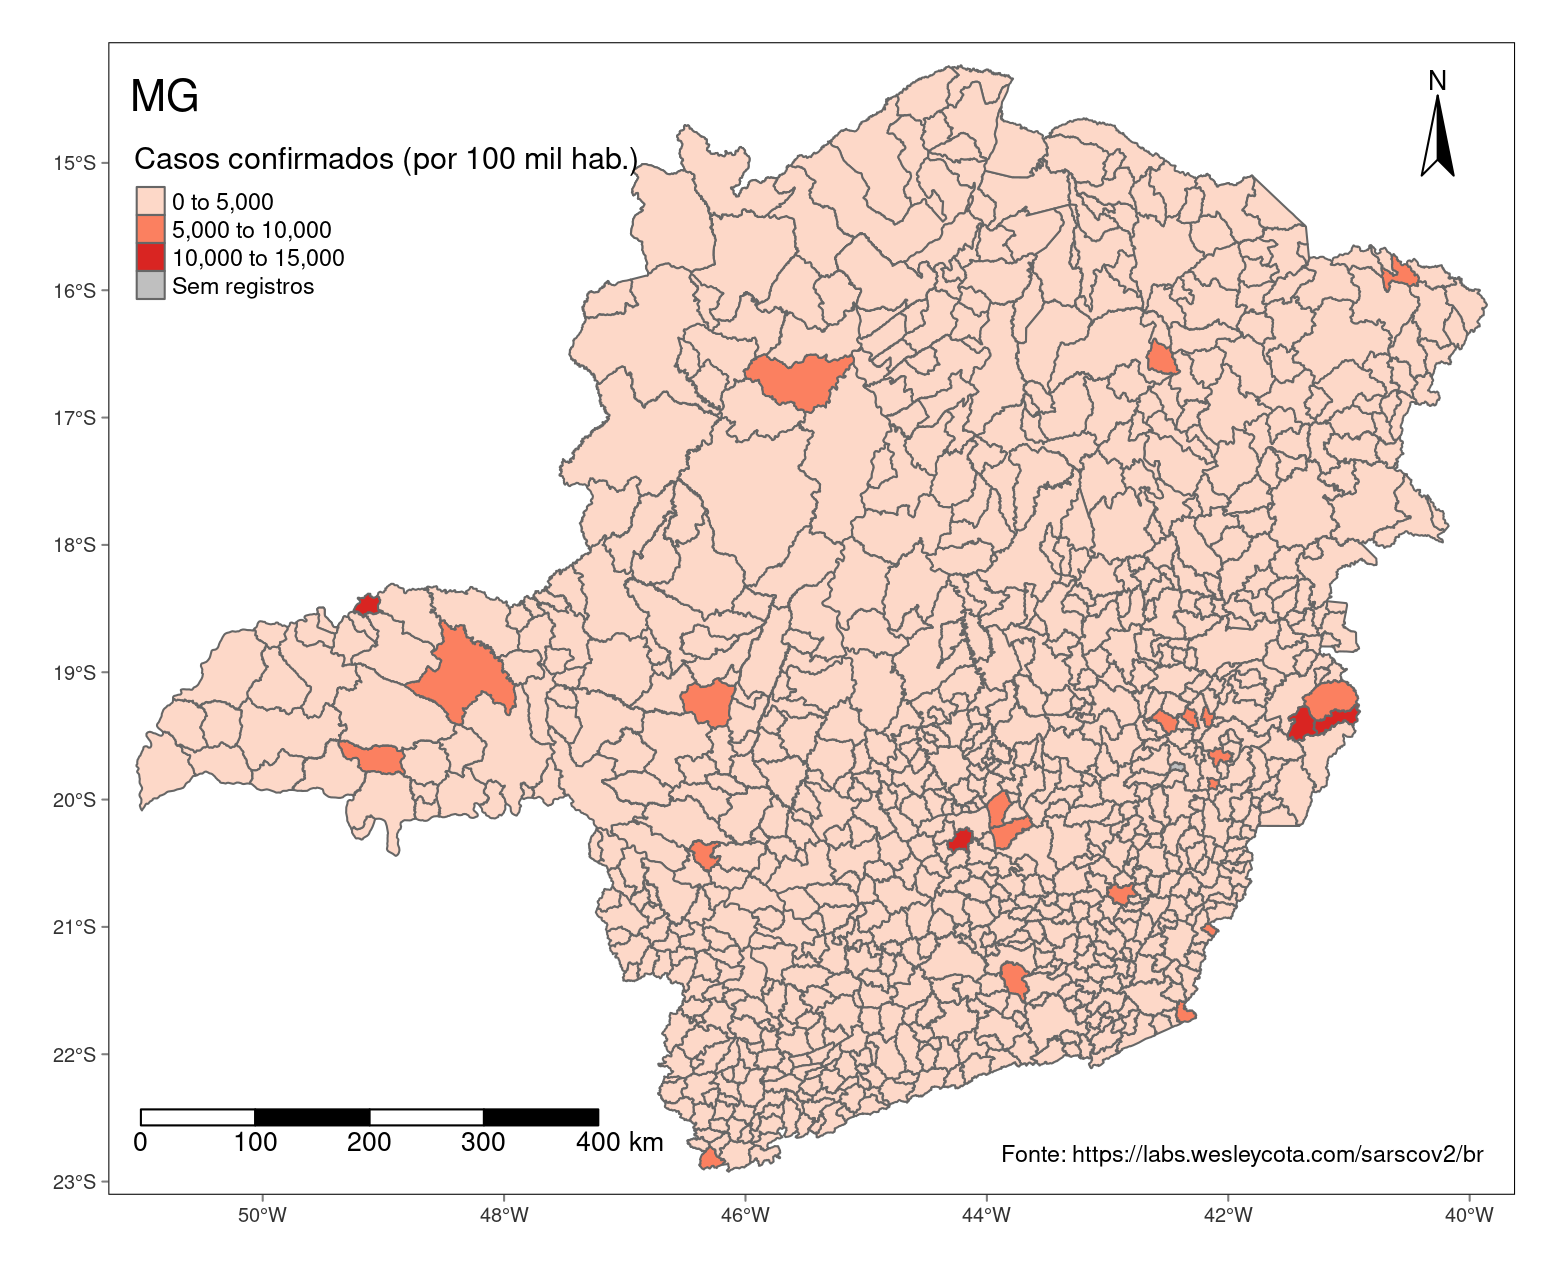 MG
N
Casos confirmados (por 100 mil hab.)
0 to 5,000
5,000 to 10,000
10,000 to 15,000
Sem registros
15°S
16°S
17°S
18°S
19°S
20°S
21°S
22°S
23°S
0 100 200 300 400 km
Fonte: https://labs.wesleycota.com/sarscov2/br
50°W 48°W 46°W 44°W 42°W 40°W